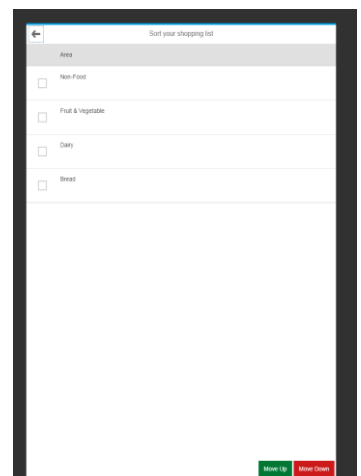 Sort your shopping list
Area
Non-Food
Fruit & Vegetable
Dairy
Bread
Move Up Move Down